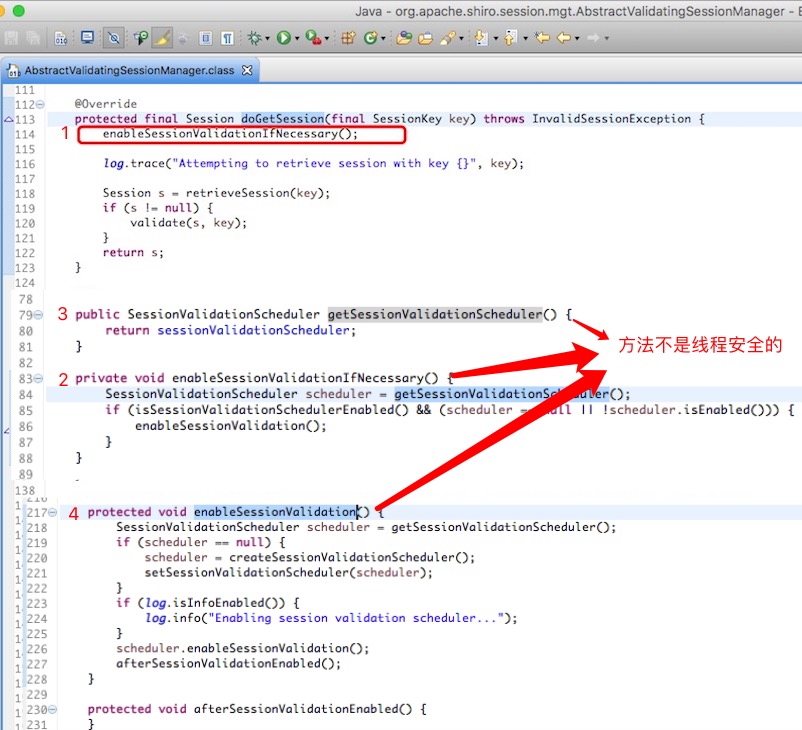 Java - org.apache.shiro.session.mgt.AbstractValidatingSessionManager - E
AbstractValidatingSessionManager.class
111
112 @Override
113 protected final Session doGetSession(final SessionKey key) throws InvalidSessionException {
1 114 enableSessionValidationIfNecessary();
115
116 log.trace("Attempting to retrieve session with key {}", key);
117
118 Session s = retrieveSession(key);
119 if (s != null) {
120 validate(s, key);
121 }
122 return s;
123 }
124
78
79 3 public SessionValidationScheduler getSessionValidationScheduler() {
80 return sessionValidationScheduler;
方法不是线程安全的
81 }
82
83 2 private void enableSessionValidationIfNecessary() {
84 SessionValidationScheduler scheduler = getSessionValidationScheduler();
85 if (isSessionValidationSchedulerEnabled() && (scheduler == null || !scheduler.isEnabled())) {
86 enableSessionValidation();
87 }
88 }
89
138
217 4 protected void enableSessionValidation() {
218 SessionValidationScheduler scheduler = getSessionValidationScheduler();
219 if (scheduler == null) {
220 scheduler = createSessionValidationScheduler();
221 setSessionValidationScheduler(scheduler);
222 }
223 if (log.isInfoEnabled()) {
224 log.info("Enabling session validation scheduler...");
225 }
226 scheduler.enableSessionValidation();
227 afterSessionValidationEnabled();
228 }
229
230 protected void afterSessionValidationEnabled() {
231 }